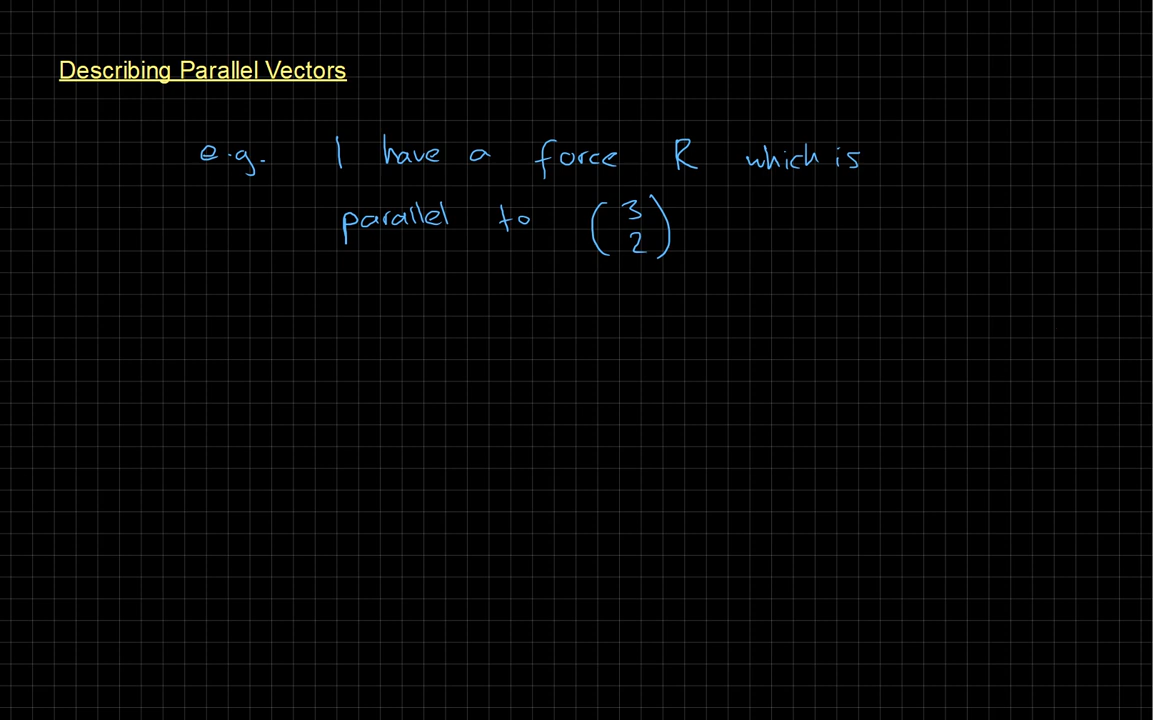 Describing Parallel Vectors
e.g. I have a force R which is
parallel to (3
2)